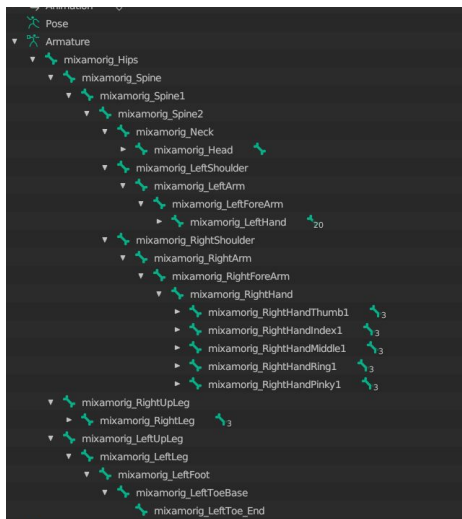 Animation
Pose
Armature
mixamorig_Hips
mixamorig_Spine
mixamorig_Spine1
mixamorig_Spine2
mixamorig_Neck
mixamorig_Head
mixamorig_LeftShoulder
mixamorig_LeftArm
mixamorig_LeftForeArm
mixamorig_LeftHand 20
mixamorig_RightShoulder
mixamorig_RightArm
mixamorig_RightForeArm
mixamorig_RightHand
mixamorig_RightHandThumb1 3
mixamorig_RightHandIndex1 3
mixamorig_RightHandMiddle1 3
mixamorig_RightHandRing1 3
mixamorig_RightHandPinky1 3
mixamorig_RightUpLeg
mixamorig_RightLeg 3
mixamorig_LeftUpLeg
mixamorig_LeftLeg
mixamorig_LeftFoot
mixamorig_LeftToeBase
mixamorig_LeftToe_End